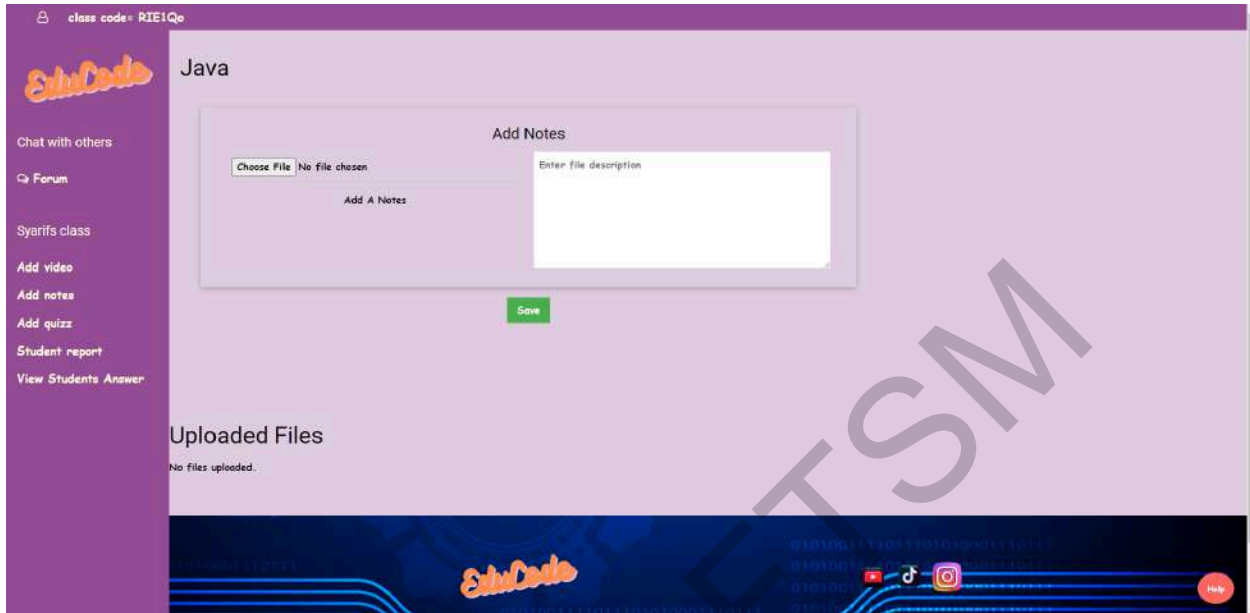 class code= RIE1Qo
EduCode
Java
Add Notes
Choose File No file chosen
Enter file description
Add A Notes
Chat with others
Forum
Syarifs class
Add video
Add notes
Add quizz
Student report
View Students Answer
Save
Uploaded Files
No files uploaded.
EduCode
Help
ETSM